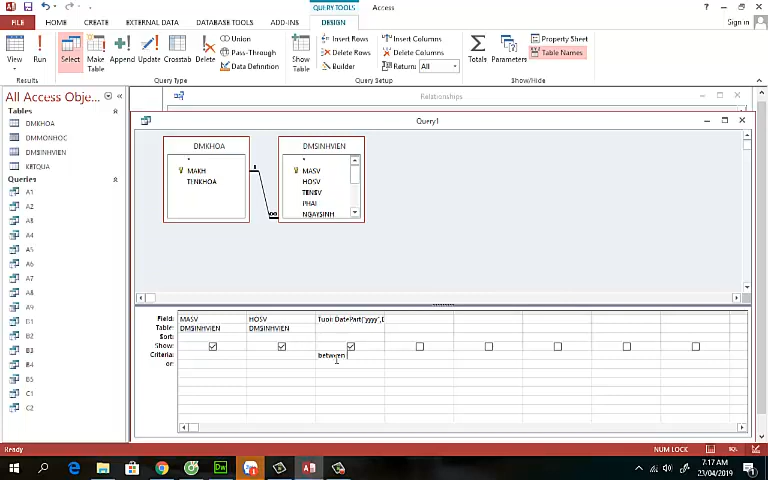 QUERY TOOLS
Access
Sign in
FILE HOME CREATE EXTERNAL DATA DATABASE TOOLS ADD-INS DESIGN
View Run Select Make Table Append Update Crosstab Delete
Union
Pass-Through
Data Definition
Show Table
Insert Rows
Delete Rows
Builder
Insert Columns
Delete Columns
Return: All
Totals Parameters
Property Sheet
Table Names
Results Query Type Query Setup Show/Hide
All Access Obje...
Tables
DMKHOA
DMMONHOC
DMSINHVIEN
KETQUA
Queries
A1
A2
A3
A4
A5
A6
A7
A8
A9
B1
B2
B3
B4
B5
C1
C2
Relationships
Query1
DMKHOA
*
MAKH
TENKHOA
1
∞
DMSINHVIEN
*
MASV
HOSV
TENSV
PHAI
NGAYSINH
Field: MASV HOSV Tuoi: DatePart("yyyy",
Table: DMSINHVIEN DMSINHVIEN
Sort:
Show:
Criteria: between
or:
Ready
NUM LOCK
SQL
7:17 AM
23/04/2019